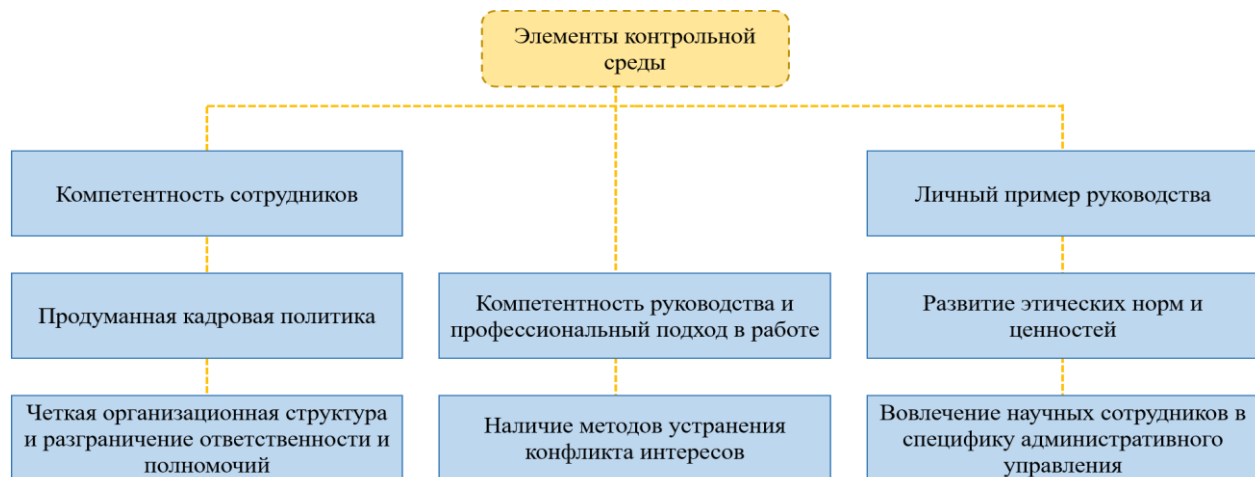 Элементы контрольной
среды
Компетентность сотрудников
Личный пример руководства
Продуманная кадровая политика
Компетентность руководства и
профессиональный подход в работе
Развитие этических норм и
ценностей
Четкая организационная структура
и разграничение ответственности и
полномочий
Наличие методов устранения
конфликта интересов
Вовлечение научных сотрудников в
специфику административного
управления